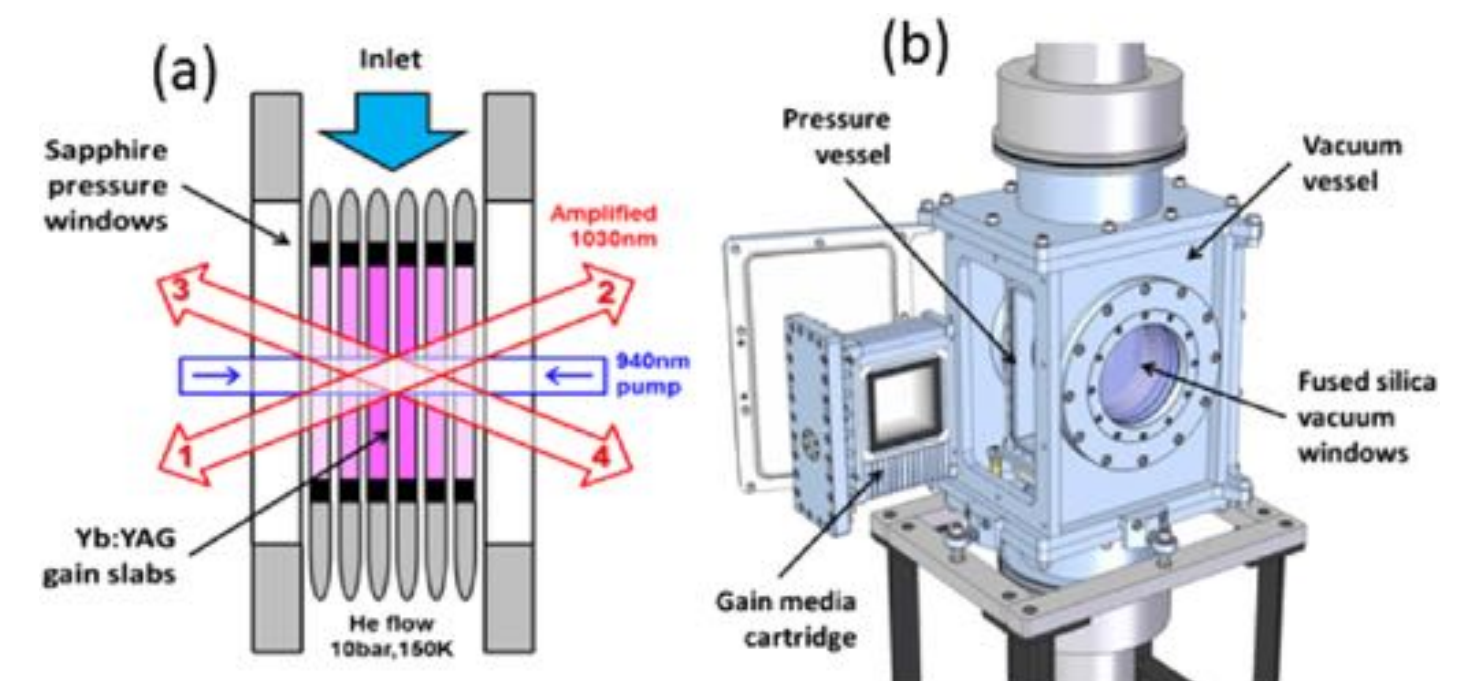 (a)
Inlet
Sapphire
pressure
windows
Amplified
1030nm
3
2
940nm
pump
1
4
Yb:YAG
gain slabs
He flow
10bar,150K
(b)
Pressure
vessel
Vacuum
vessel
Fused silica
vacuum
windows
Gain media
cartridge